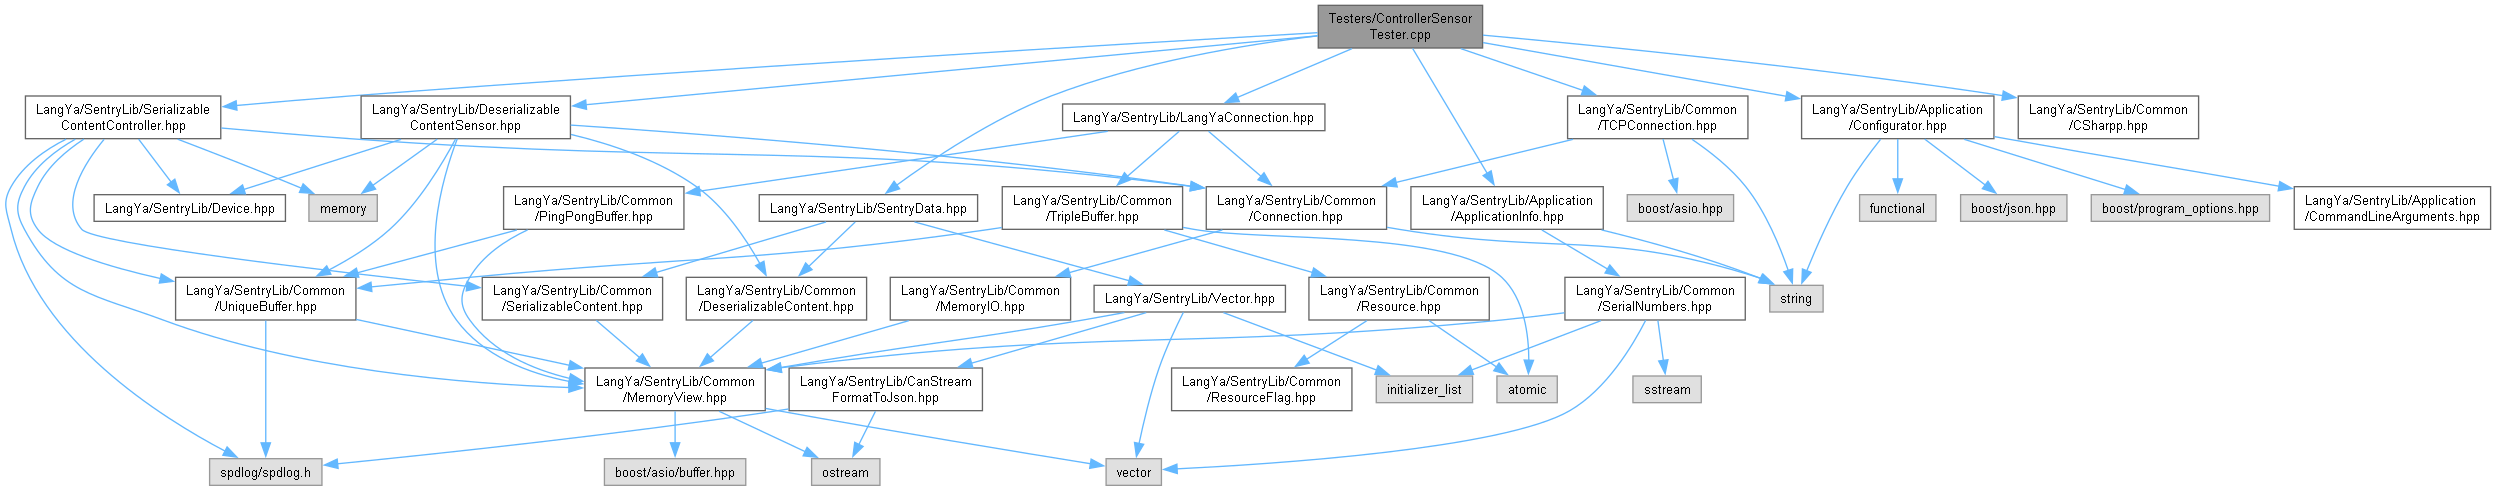 Testers/ControllerSensor
Tester.cpp
LangYa/SentryLib/Serializable
ContentController.hpp
LangYa/SentryLib/Deserializable
ContentSensor.hpp
LangYa/SentryLib/LangYaConnection.hpp
LangYa/SentryLib/Common
/TCPConnection.hpp
LangYa/SentryLib/Application
/Configurator.hpp
LangYa/SentryLib/Common
/CSharpp.hpp
LangYa/SentryLib/Device.hpp
memory
LangYa/SentryLib/Common
/PingPongBuffer.hpp
LangYa/SentryLib/SentryData.hpp
LangYa/SentryLib/Common
/TripleBuffer.hpp
LangYa/SentryLib/Common
/Connection.hpp
LangYa/SentryLib/Application
/ApplicationInfo.hpp
boost/asio.hpp
functional
boost/json.hpp
boost/program_options.hpp
LangYa/SentryLib/Application
/CommandLineArguments.hpp
LangYa/SentryLib/Common
/UniqueBuffer.hpp
LangYa/SentryLib/Common
/SerializableContent.hpp
LangYa/SentryLib/Common
/DeserializableContent.hpp
LangYa/SentryLib/Common
/MemoryIO.hpp
LangYa/SentryLib/Vector.hpp
LangYa/SentryLib/Common
/Resource.hpp
LangYa/SentryLib/Common
/SerialNumbers.hpp
string
LangYa/SentryLib/Common
/MemoryView.hpp
LangYa/SentryLib/CanStream
FormatToJson.hpp
LangYa/SentryLib/Common
/ResourceFlag.hpp
initializer_list
atomic
sstream
spdlog/spdlog.h
boost/asio/buffer.hpp
ostream
vector